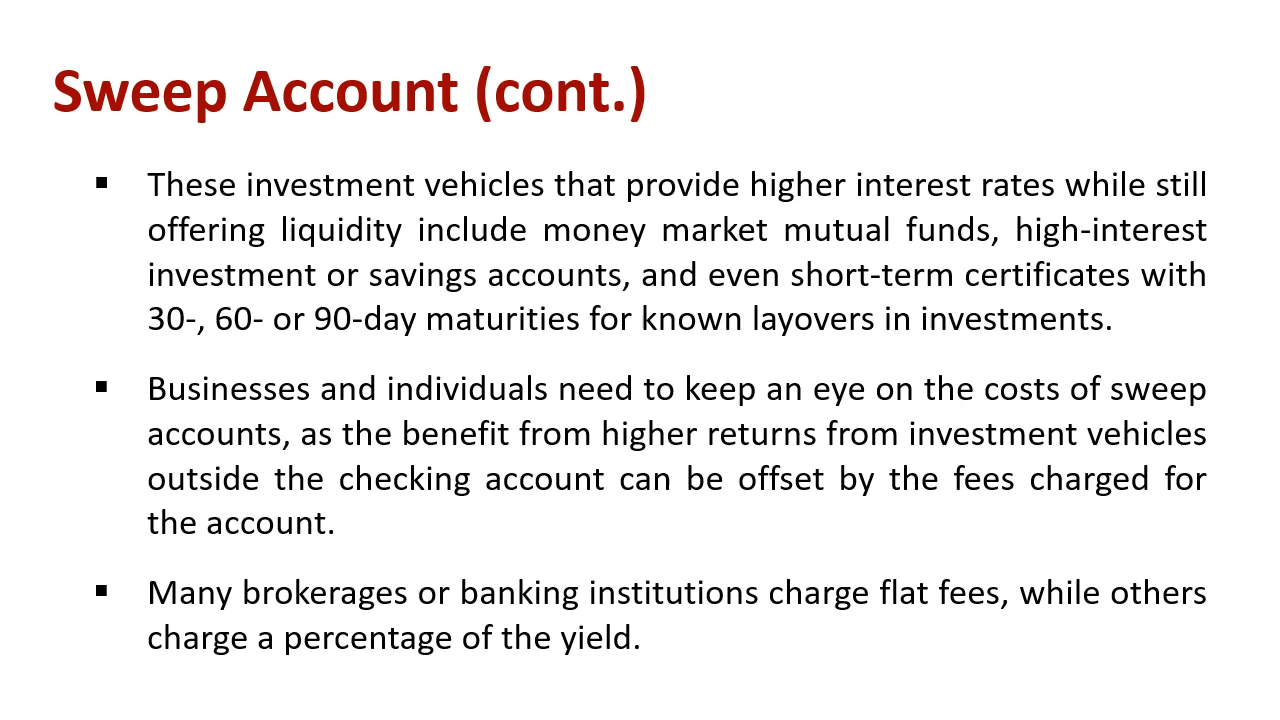 Sweep Account (cont.)
▪ These investment vehicles that provide higher interest rates while still
offering liquidity include money market mutual funds, high-interest
investment or savings accounts, and even short-term certificates with
30-, 60- or 90-day maturities for known layovers in investments.
▪ Businesses and individuals need to keep an eye on the costs of sweep
accounts, as the benefit from higher returns from investment vehicles
outside the checking account can be offset by the fees charged for
the account.
▪ Many brokerages or banking institutions charge flat fees, while others
charge a percentage of the yield.